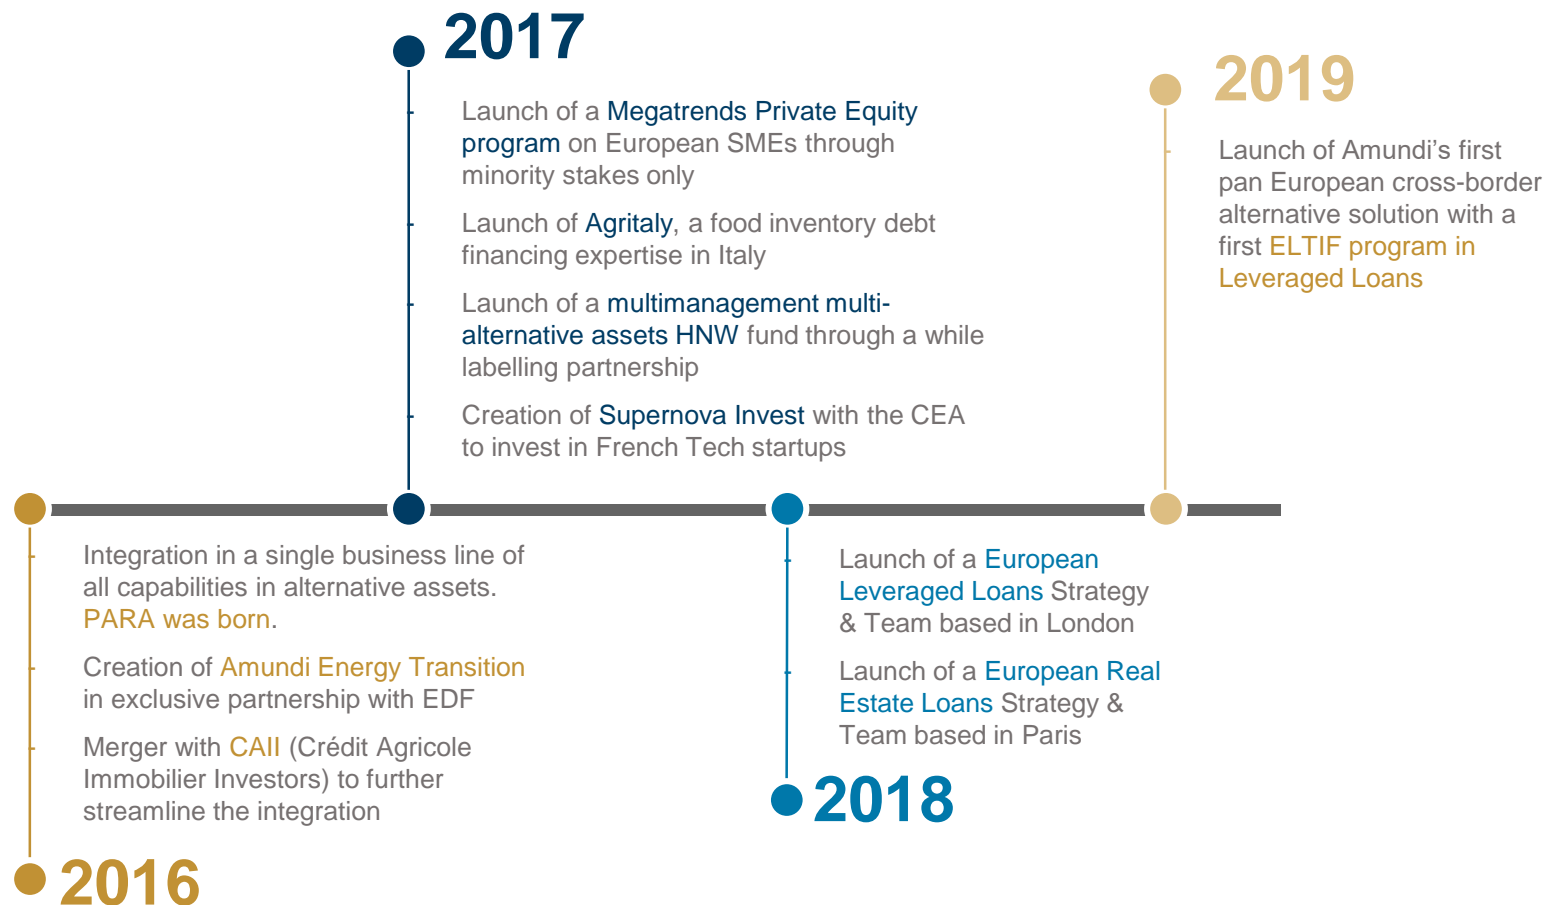 2017
Launch of a Megatrends Private Equity
program on European SMEs through
minority stakes only
Launch of Agritaly, a food inventory debt
financing expertise in Italy
Launch of a multimanagement multi-
alternative assets HNW fund through a while
labelling partnership
Creation of Supernova Invest with the CEA
to invest in French Tech startups
2019
Launch of Amundi’s first
pan European cross-border
alternative solution with a
first ELTIF program in
Leveraged Loans
Integration in a single business line of
all capabilities in alternative assets.
PARA was born.
Creation of Amundi Energy Transition
in exclusive partnership with EDF
Merger with CAII (Crédit Agricole
Immobilier Investors) to further
streamline the integration
2016
Launch of a European
Leveraged Loans Strategy
& Team based in London
Launch of a European Real
Estate Loans Strategy &
Team based in Paris
2018